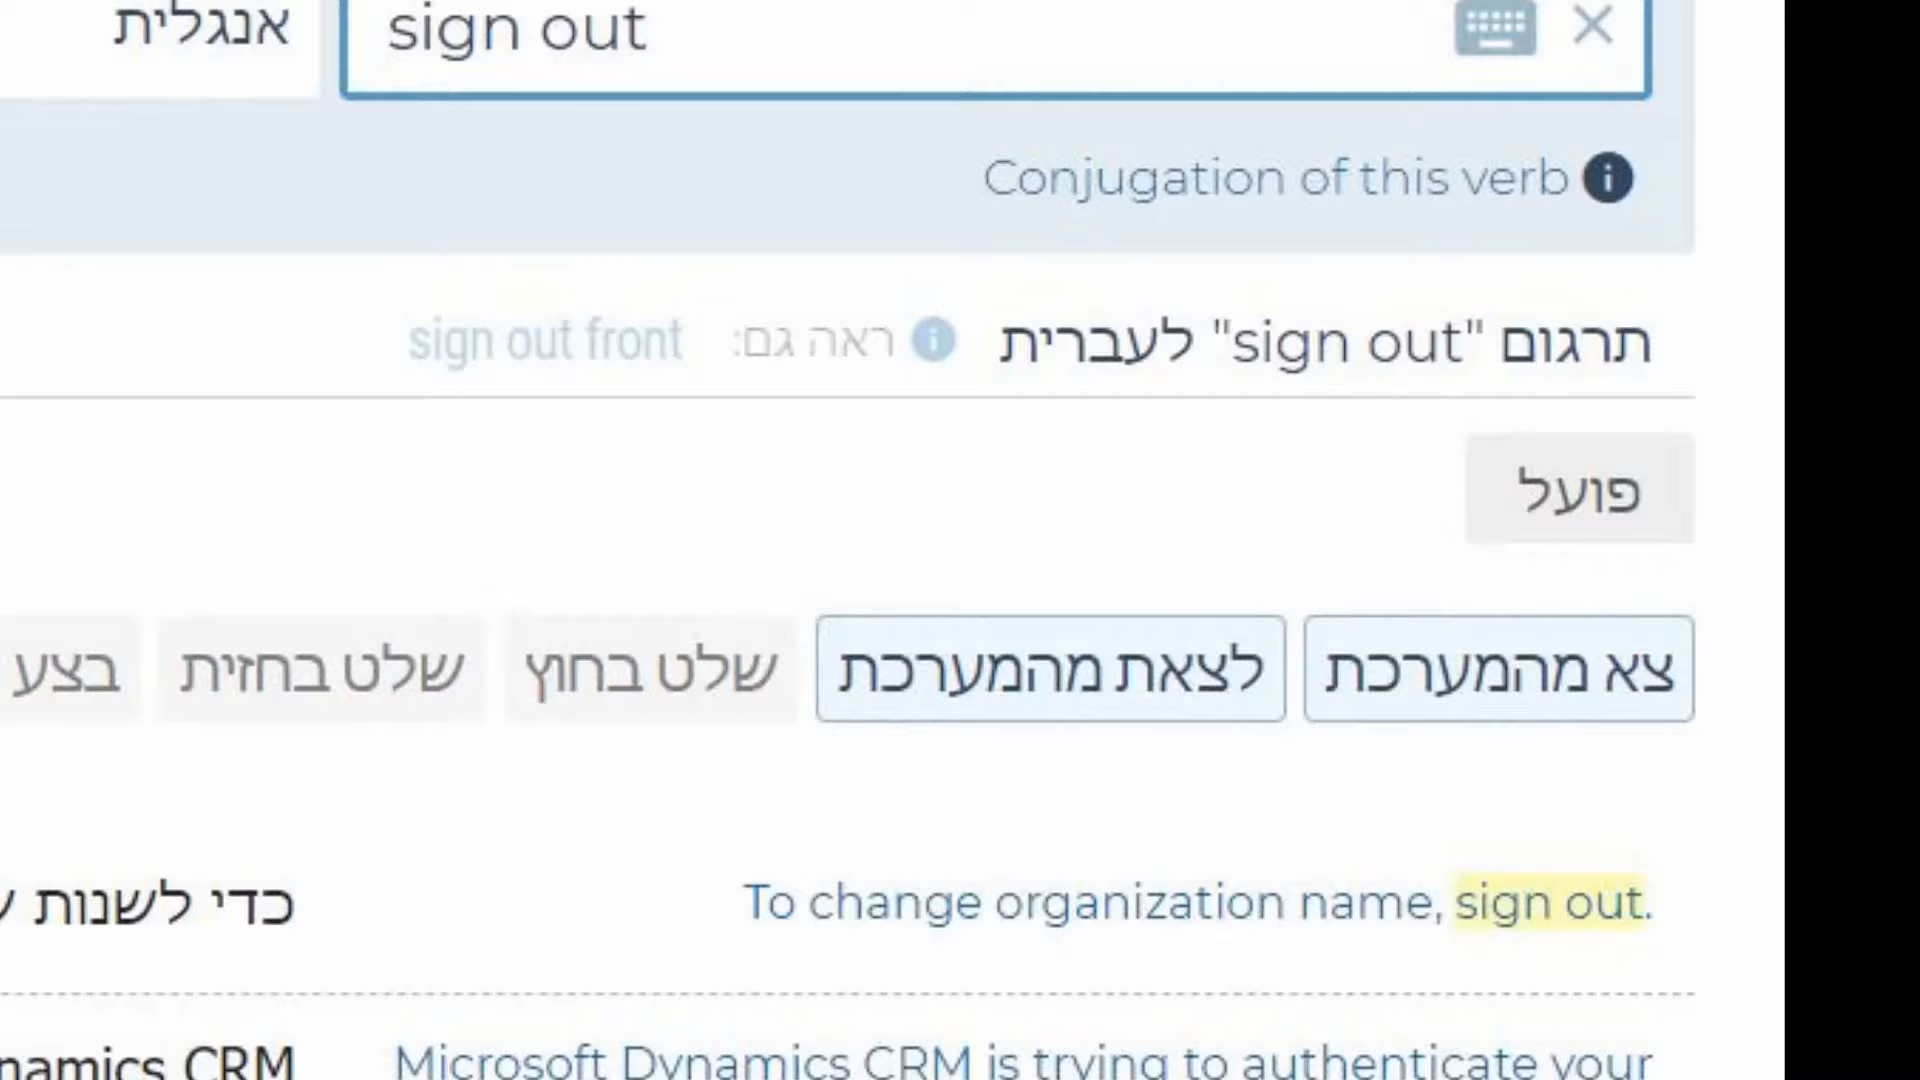 sign out
אנגלית
Conjugation of this verb
תרגום "sign out" לעברית
ראה גם: sign out front
פועל
צא מהמערכת
לצאת מהמערכת
שלט בחוץ
שלט בחזית
בצע
To change organization name, sign out.
כדי לשנות
Microsoft Dynamics CRM is trying to authenticate your
CRM